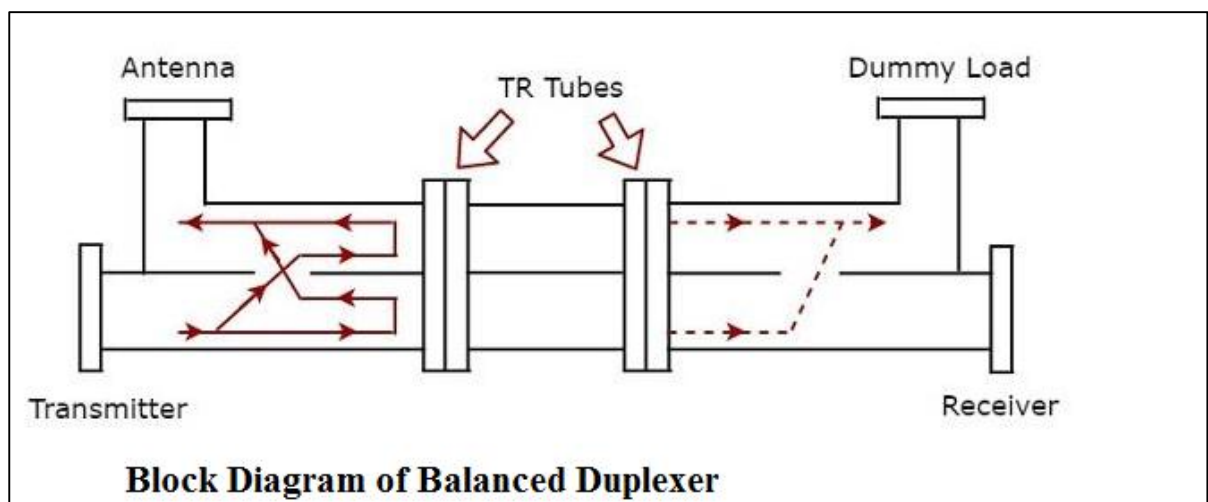 Antenna
Dummy Load
TR Tubes
Transmitter
Receiver
Block Diagram of Balanced Duplexer